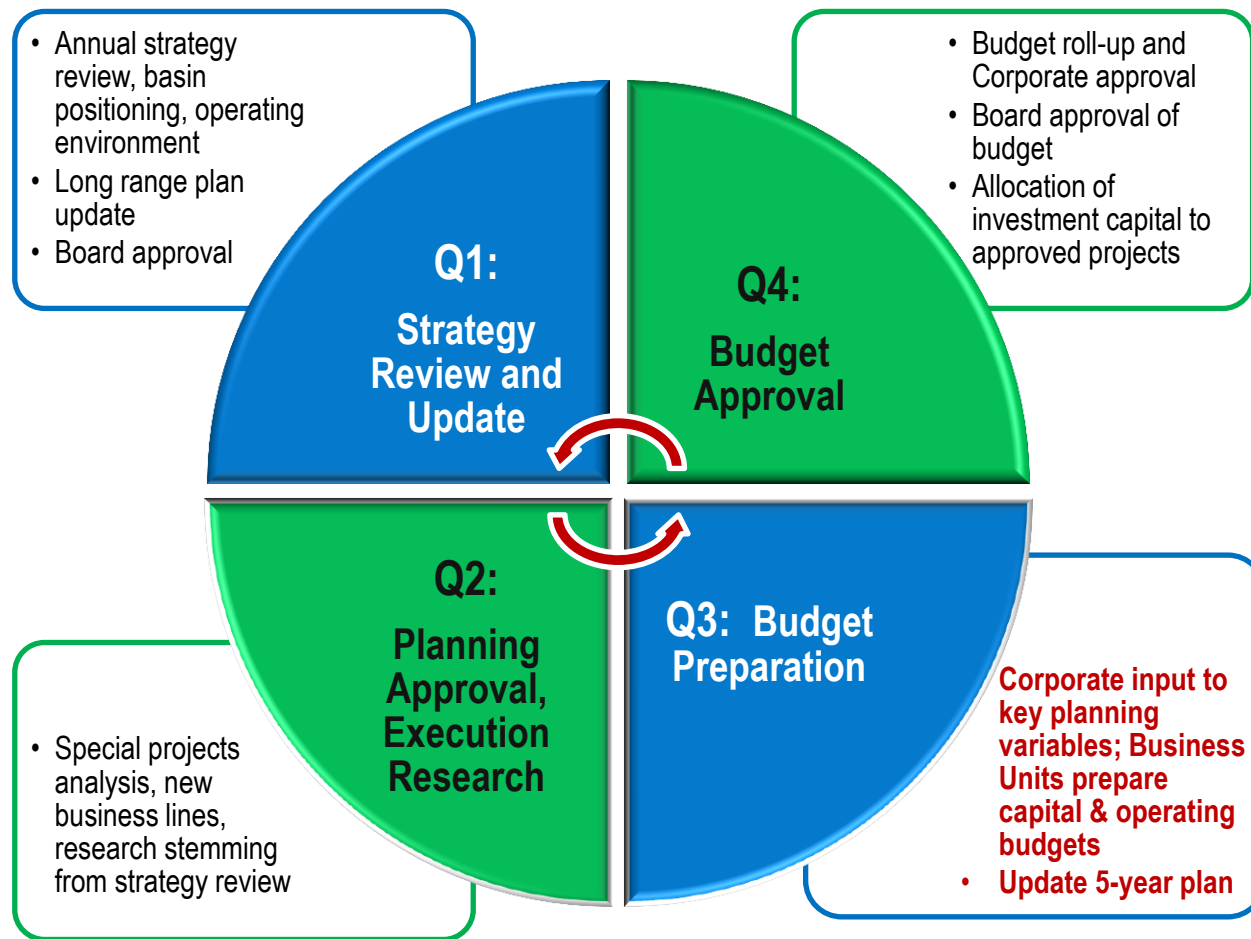 • Annual strategy
review, basin
positioning, operating
environment
• Long range plan
update
• Board approval
• Budget roll-up and
Corporate approval
• Board approval of
budget
• Allocation of
investment capital to
approved projects
Q1:
Strategy
Review and
Update
Q4:
Budget
Approval
Q2:
Planning
Approval,
Execution
Research
Q3: Budget
Preparation
• Special projects
analysis, new
business lines,
research stemming
from strategy review
Corporate input to
key planning
variables; Business
Units prepare
capital & operating
budgets
• Update 5-year plan